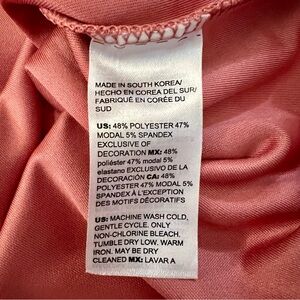 MADE IN SOUTH KOREA/
HECHO EN COREA DEL SUR/
FABRIQUÉ EN CORÉE DU
SUD
US: 48% POLYESTER 47%
MODAL 5% SPANDEX
EXCLUSIVE OF
DECORATION MX: 48%
poliéster 47% modal 5%
elastano EXCLUSIVO DE LA
DECORACIÓN CA: 48%
POLYESTER 47% MODAL 5%
SPANDEX À L'EXCEPTION
DES MOTIFS DÉCORATIFS
US: MACHINE WASH COLD,
GENTLE CYCLE. ONLY
NON-CHLORINE BLEACH.
TUMBLE DRY LOW. WARM
IRON. MAY BE DRY
CLEANED MX: LAVAR A